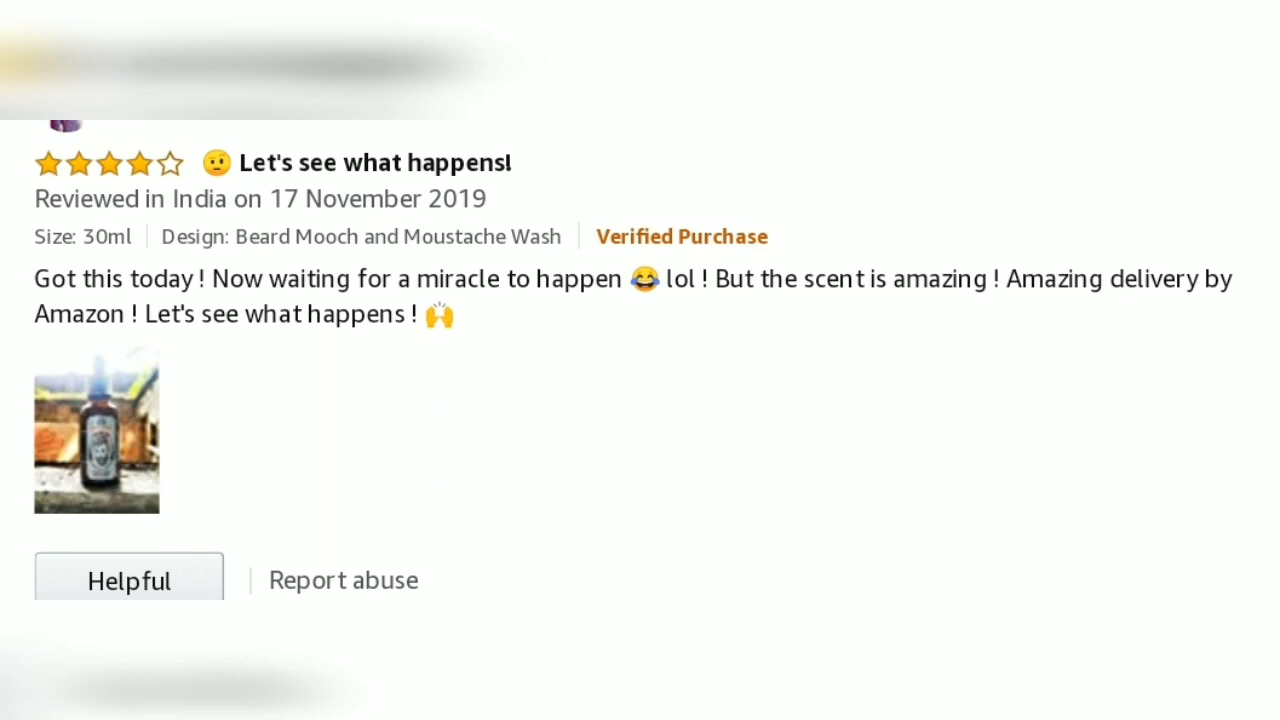 🤨 Let's see what happens!
Reviewed in India on 17 November 2019
Size: 30ml | Design: Beard Mooch and Moustache Wash | Verified Purchase
Got this today ! Now waiting for a miracle to happen 😂 lol ! But the scent is amazing ! Amazing delivery by
Amazon ! Let's see what happens ! 🙌
Helpful | Report abuse